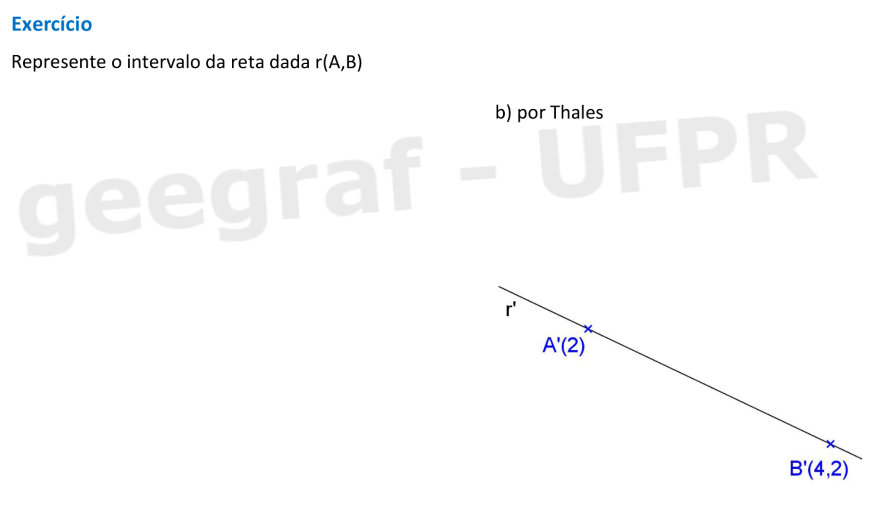 Exercício
Represente o intervalo da reta dada r(A,B)
b) por Thales
geegraf - UFPR
r'
A'(2)
B'(4,2)